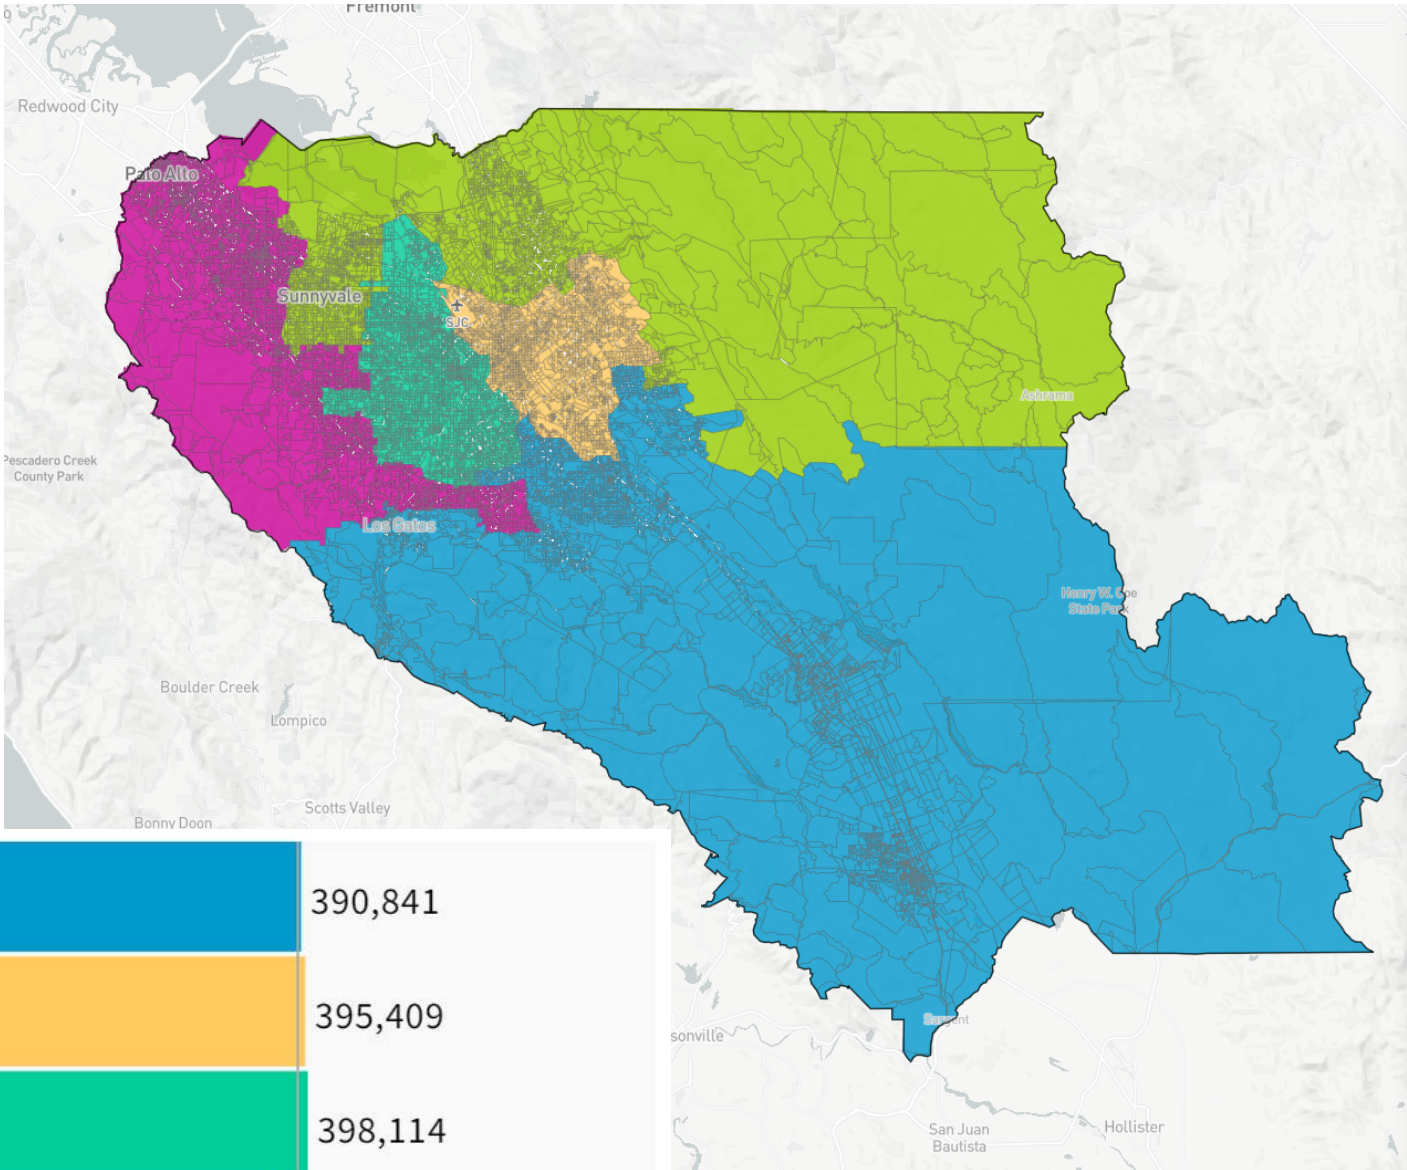 Fremont
Redwood City
Palo Alto
Sunnyvale
SJC
Pescadero Creek
County Park
Los Gatos
Henry W. Coe
State Park
Boulder Creek
Lompico
Scotts Valley
Bonny Doon
390,841
395,409
398,114
Sargent
sonville
San Juan
Bautista
Hollister